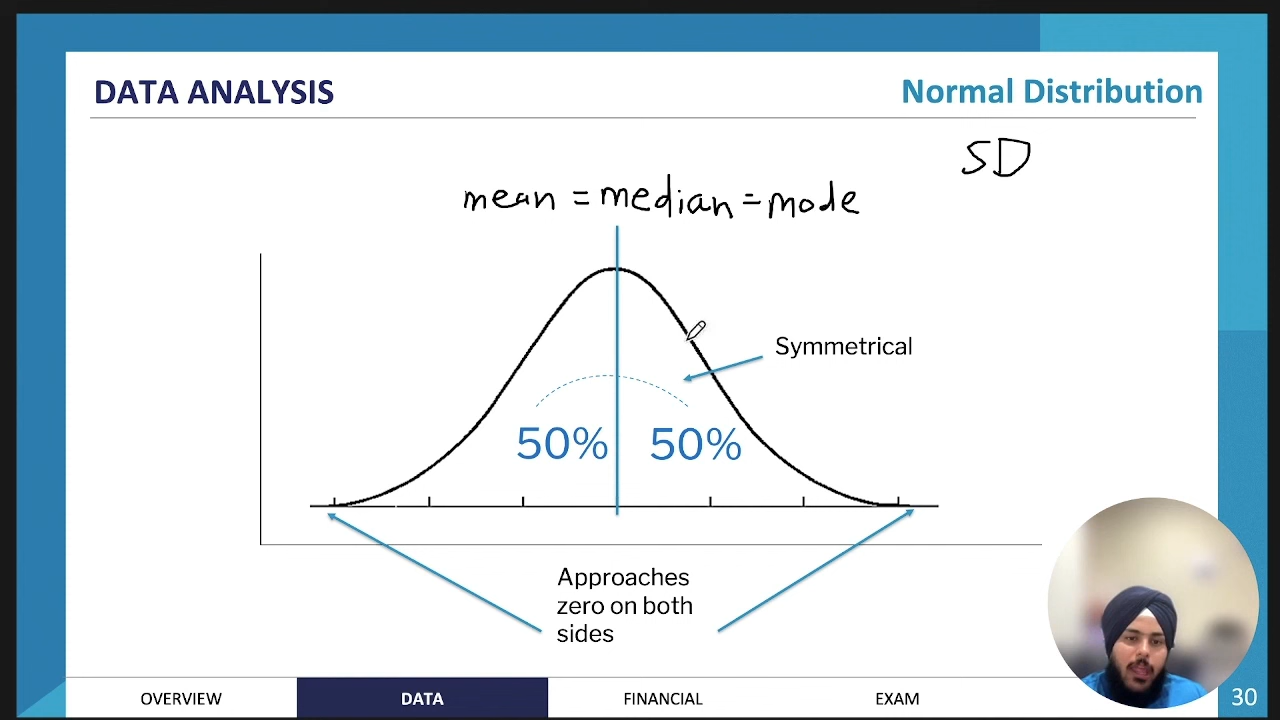 DATA ANALYSIS
Normal Distribution
SD
mean = median = mode
Symmetrical
50% 50%
Approaches
zero on both
sides
OVERVIEW DATA FINANCIAL EXAM
30